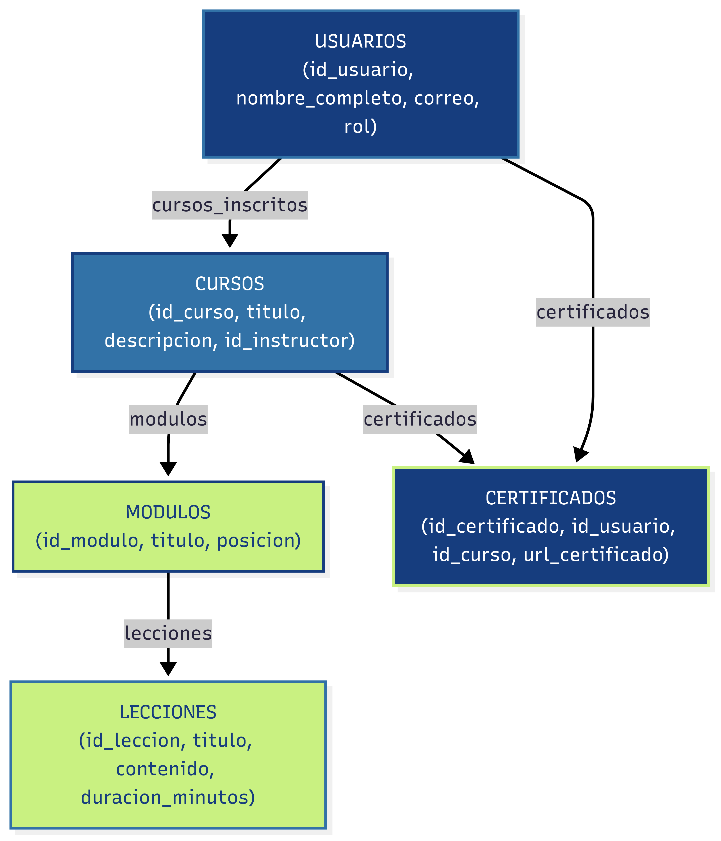 USUARIOS
(id_usuario,
nombre_completo, correo,
rol)
cursos_inscritos
CURSOS
(id_curso, titulo,
descripcion, id_instructor)
certificados
modulos
certificados
MODULOS
(id_modulo, titulo, posicion)
CERTIFICADOS
(id_certificado, id_usuario,
id_curso, url_certificado)
lecciones
LECCIONES
(id_leccion, titulo,
contenido,
duracion_minutos)